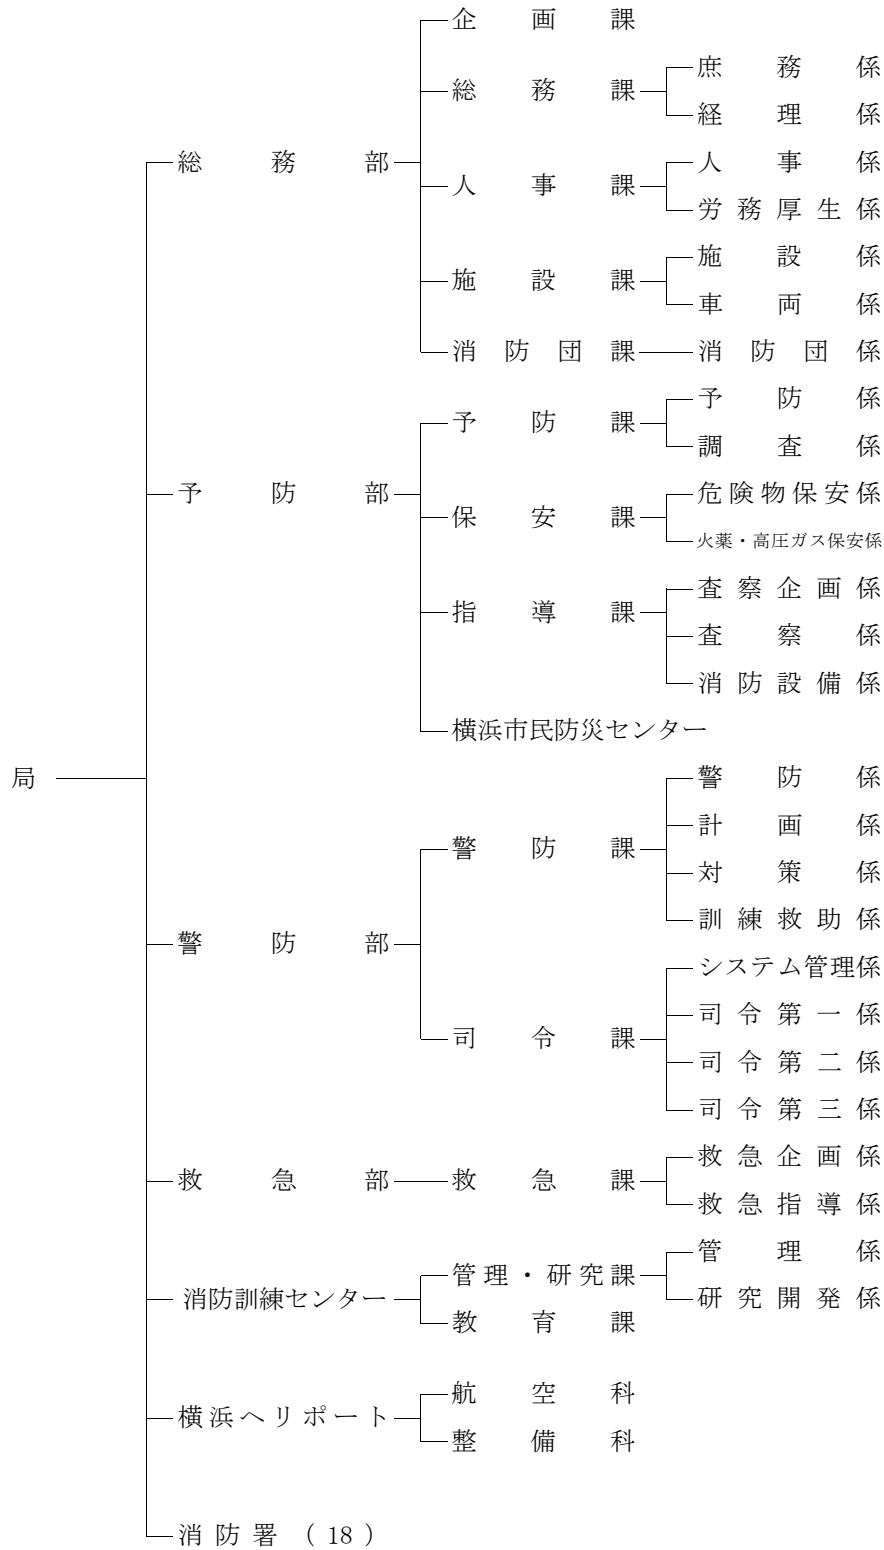 企画課
総務課
庶務係
経理係
総務部
人事課
人事係
労務厚生係
施設課
施設係
車両係
消防団課
消防団係
予防部
予防課
予防係
調査係
保安課
危険物保安係
火薬・高圧ガス保安係
指導課
査察企画係
査察係
消防設備係
横浜市民防災センター
局
警防部
警防課
警防係
計画係
対策係
訓練救助係
司令課
システム管理係
司令第一係
司令第二係
司令第三係
救急部
救急課
救急企画係
救急指導係
消防訓練センター
管理・研究課
管理係
研究開発係
教育課
横浜ヘリポート
航空科
整備科
消防署（18）